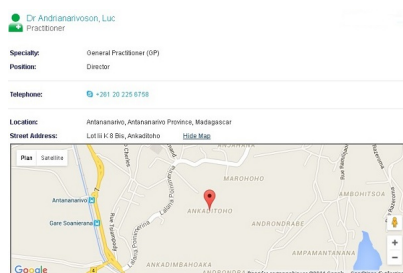 Dr Andrianarivoson, Luc
Practitioner
Specialty: General Practitioner (GP)
Position: Director
Telephone: +261 20 225 6758
Location: Antananarivo, Antananarivo Province, Madagascar
Street Address: Lot Iii K 8 Bis, Ankaditoho Hide Map
Plan Satellite
MAROHOHO
AMBOHITSOA
Antananarivo
ANKADITOHO
Gare Soanierana
ANDRONDRABE
AMPAMANTANANA
ANKADIMBAHOAKA
Google